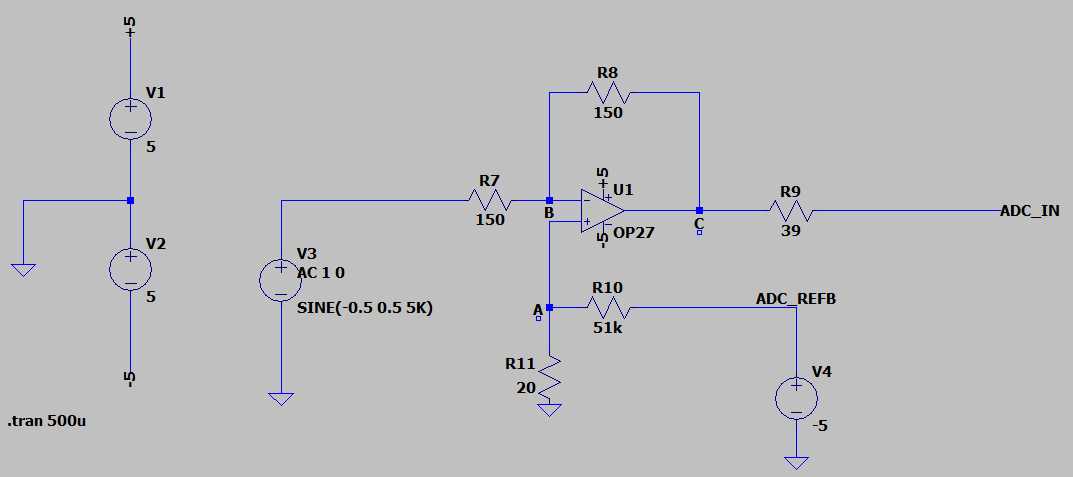 +5
V1
5
V2
5
-5
.tran 500u
V3
AC 1 0
SINE(-0.5 0.5 5K)
R7
150
B
R8
150
+5
U1
-5
OP27
C
R9
39
ADC_IN
A
R10
51k
ADC_REFB
R11
20
V4
-5